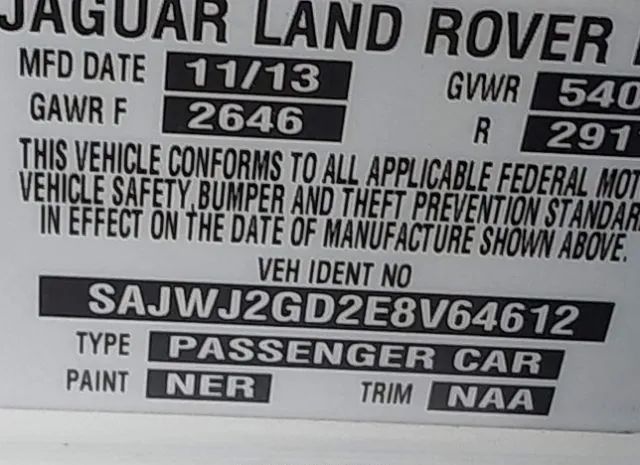 JAGUAR LAND ROVER
MFD DATE 11/13 GVWR 540
GAWR F 2646 R 291
THIS VEHICLE CONFORMS TO ALL APPLICABLE FEDERAL MOT
VEHICLE SAFETY, BUMPER AND THEFT PREVENTION STANDAR
IN EFFECT ON THE DATE OF MANUFACTURE SHOWN ABOVE.
VEH IDENT NO
SAJWJ2GD2E8V64612
TYPE PASSENGER CAR
PAINT NER TRIM NAA